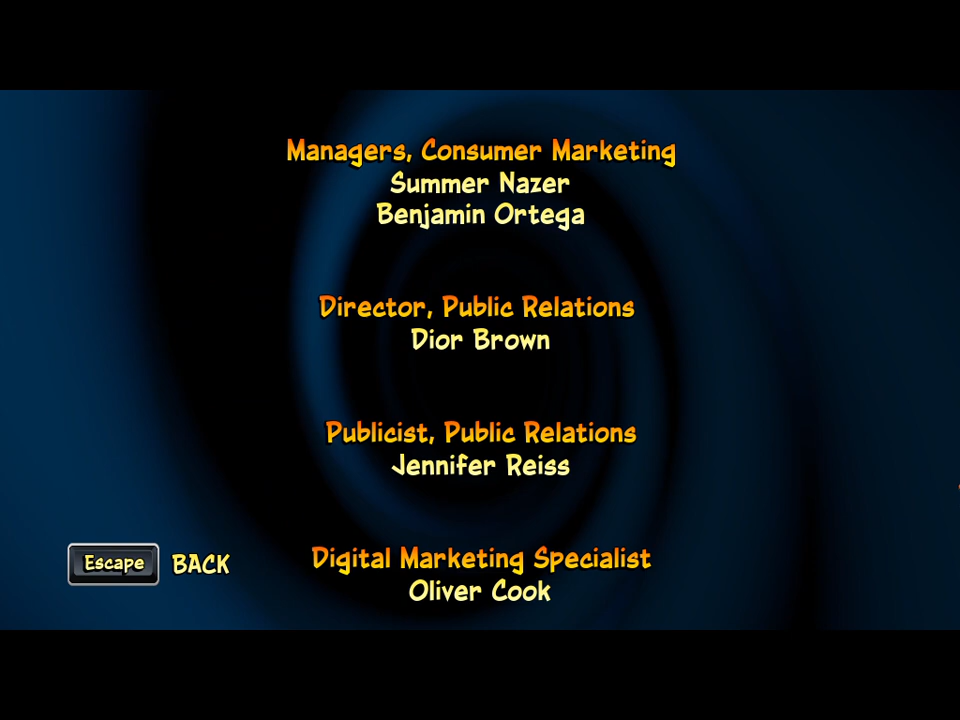 Managers, Consumer Marketing
Summer Nazer
Benjamin Ortega
Director, Public Relations
Dior Brown
Publicist, Public Relations
Jennifer Reiss
Digital Marketing Specialist
Oliver Cook
Escape BACK